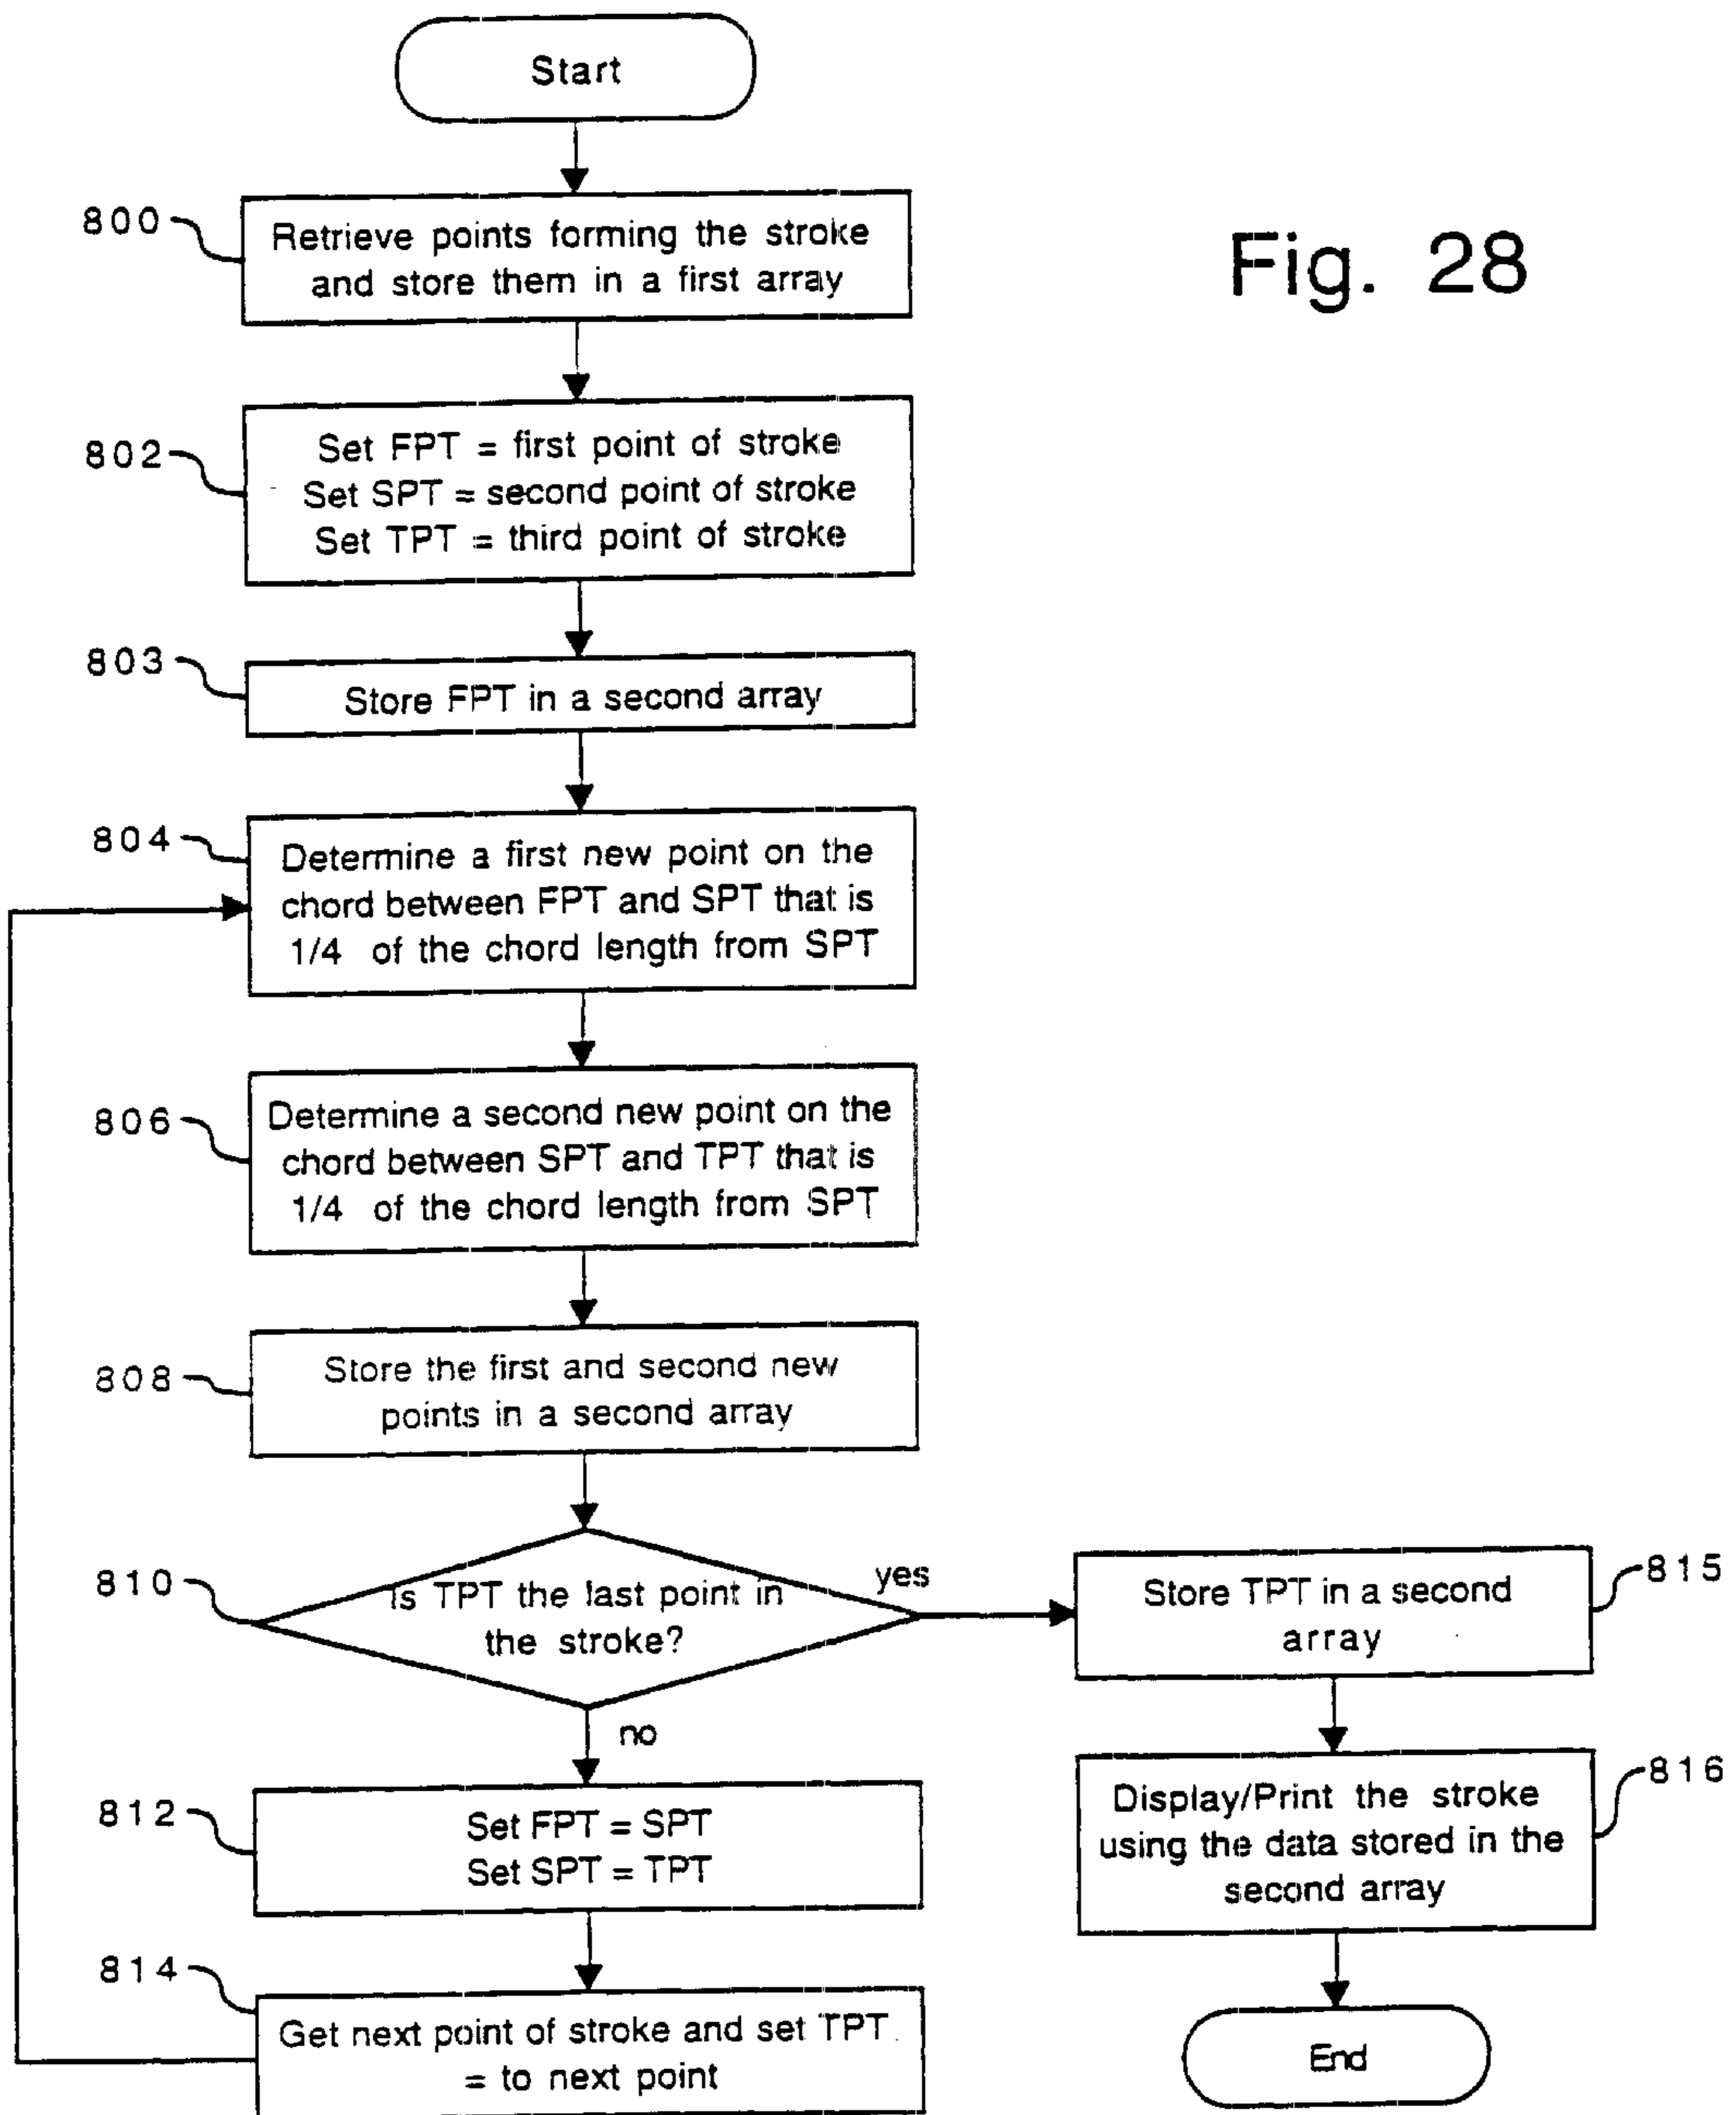 Start
Fig. 28
800
Retrieve points forming the stroke
and store them in a first array
802
Set FPT = first point of stroke
Set SPT = second point of stroke
Set TPT = third point of stroke
803
Store FPT in a second array
804
Determine a first new point on the
chord between FPT and SPT that is
1/4 of the chord length from SPT
806
Determine a second new point on the
chord between SPT and TPT that is
1/4 of the chord length from SPT
808
Store the first and second new
points in a second array
810
Is TPT the last point in
the stroke?
yes
no
815
Store TPT in a second
array
816
Display/Print the stroke
using the data stored in the
second array
812
Set FPT = SPT
Set SPT = TPT
814
Get next point of stroke and set TPT
= to next point
End